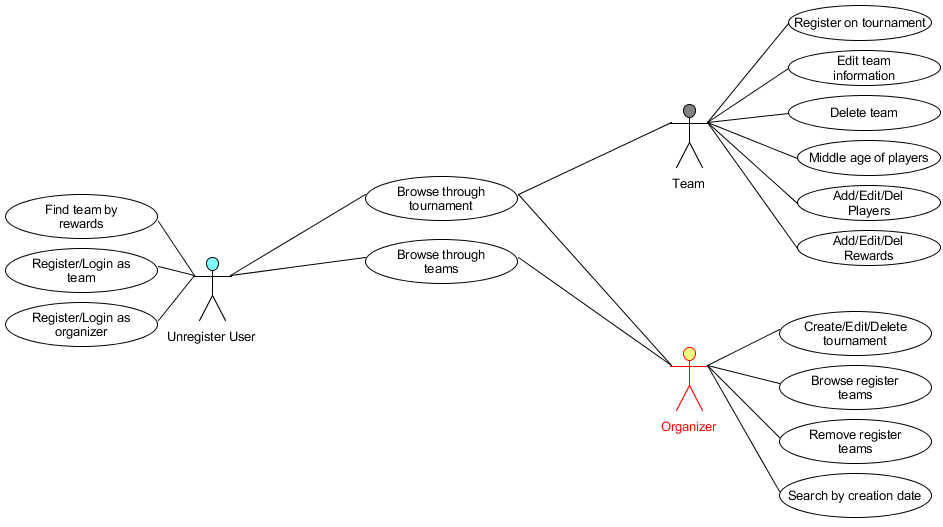 Register on tournament
Edit team
information
Delete team
Team
Middle age of players
Browse through
tournament
Add/Edit/Del
Players
Find team by
rewards
Add/Edit/Del
Rewards
Browse through
teams
Register/Login as
team
Register/Login as
organizer
Unregister User
Create/Edit/Delete
tournament
Browse register
teams
Organizer
Remove register
teams
Search by creation date